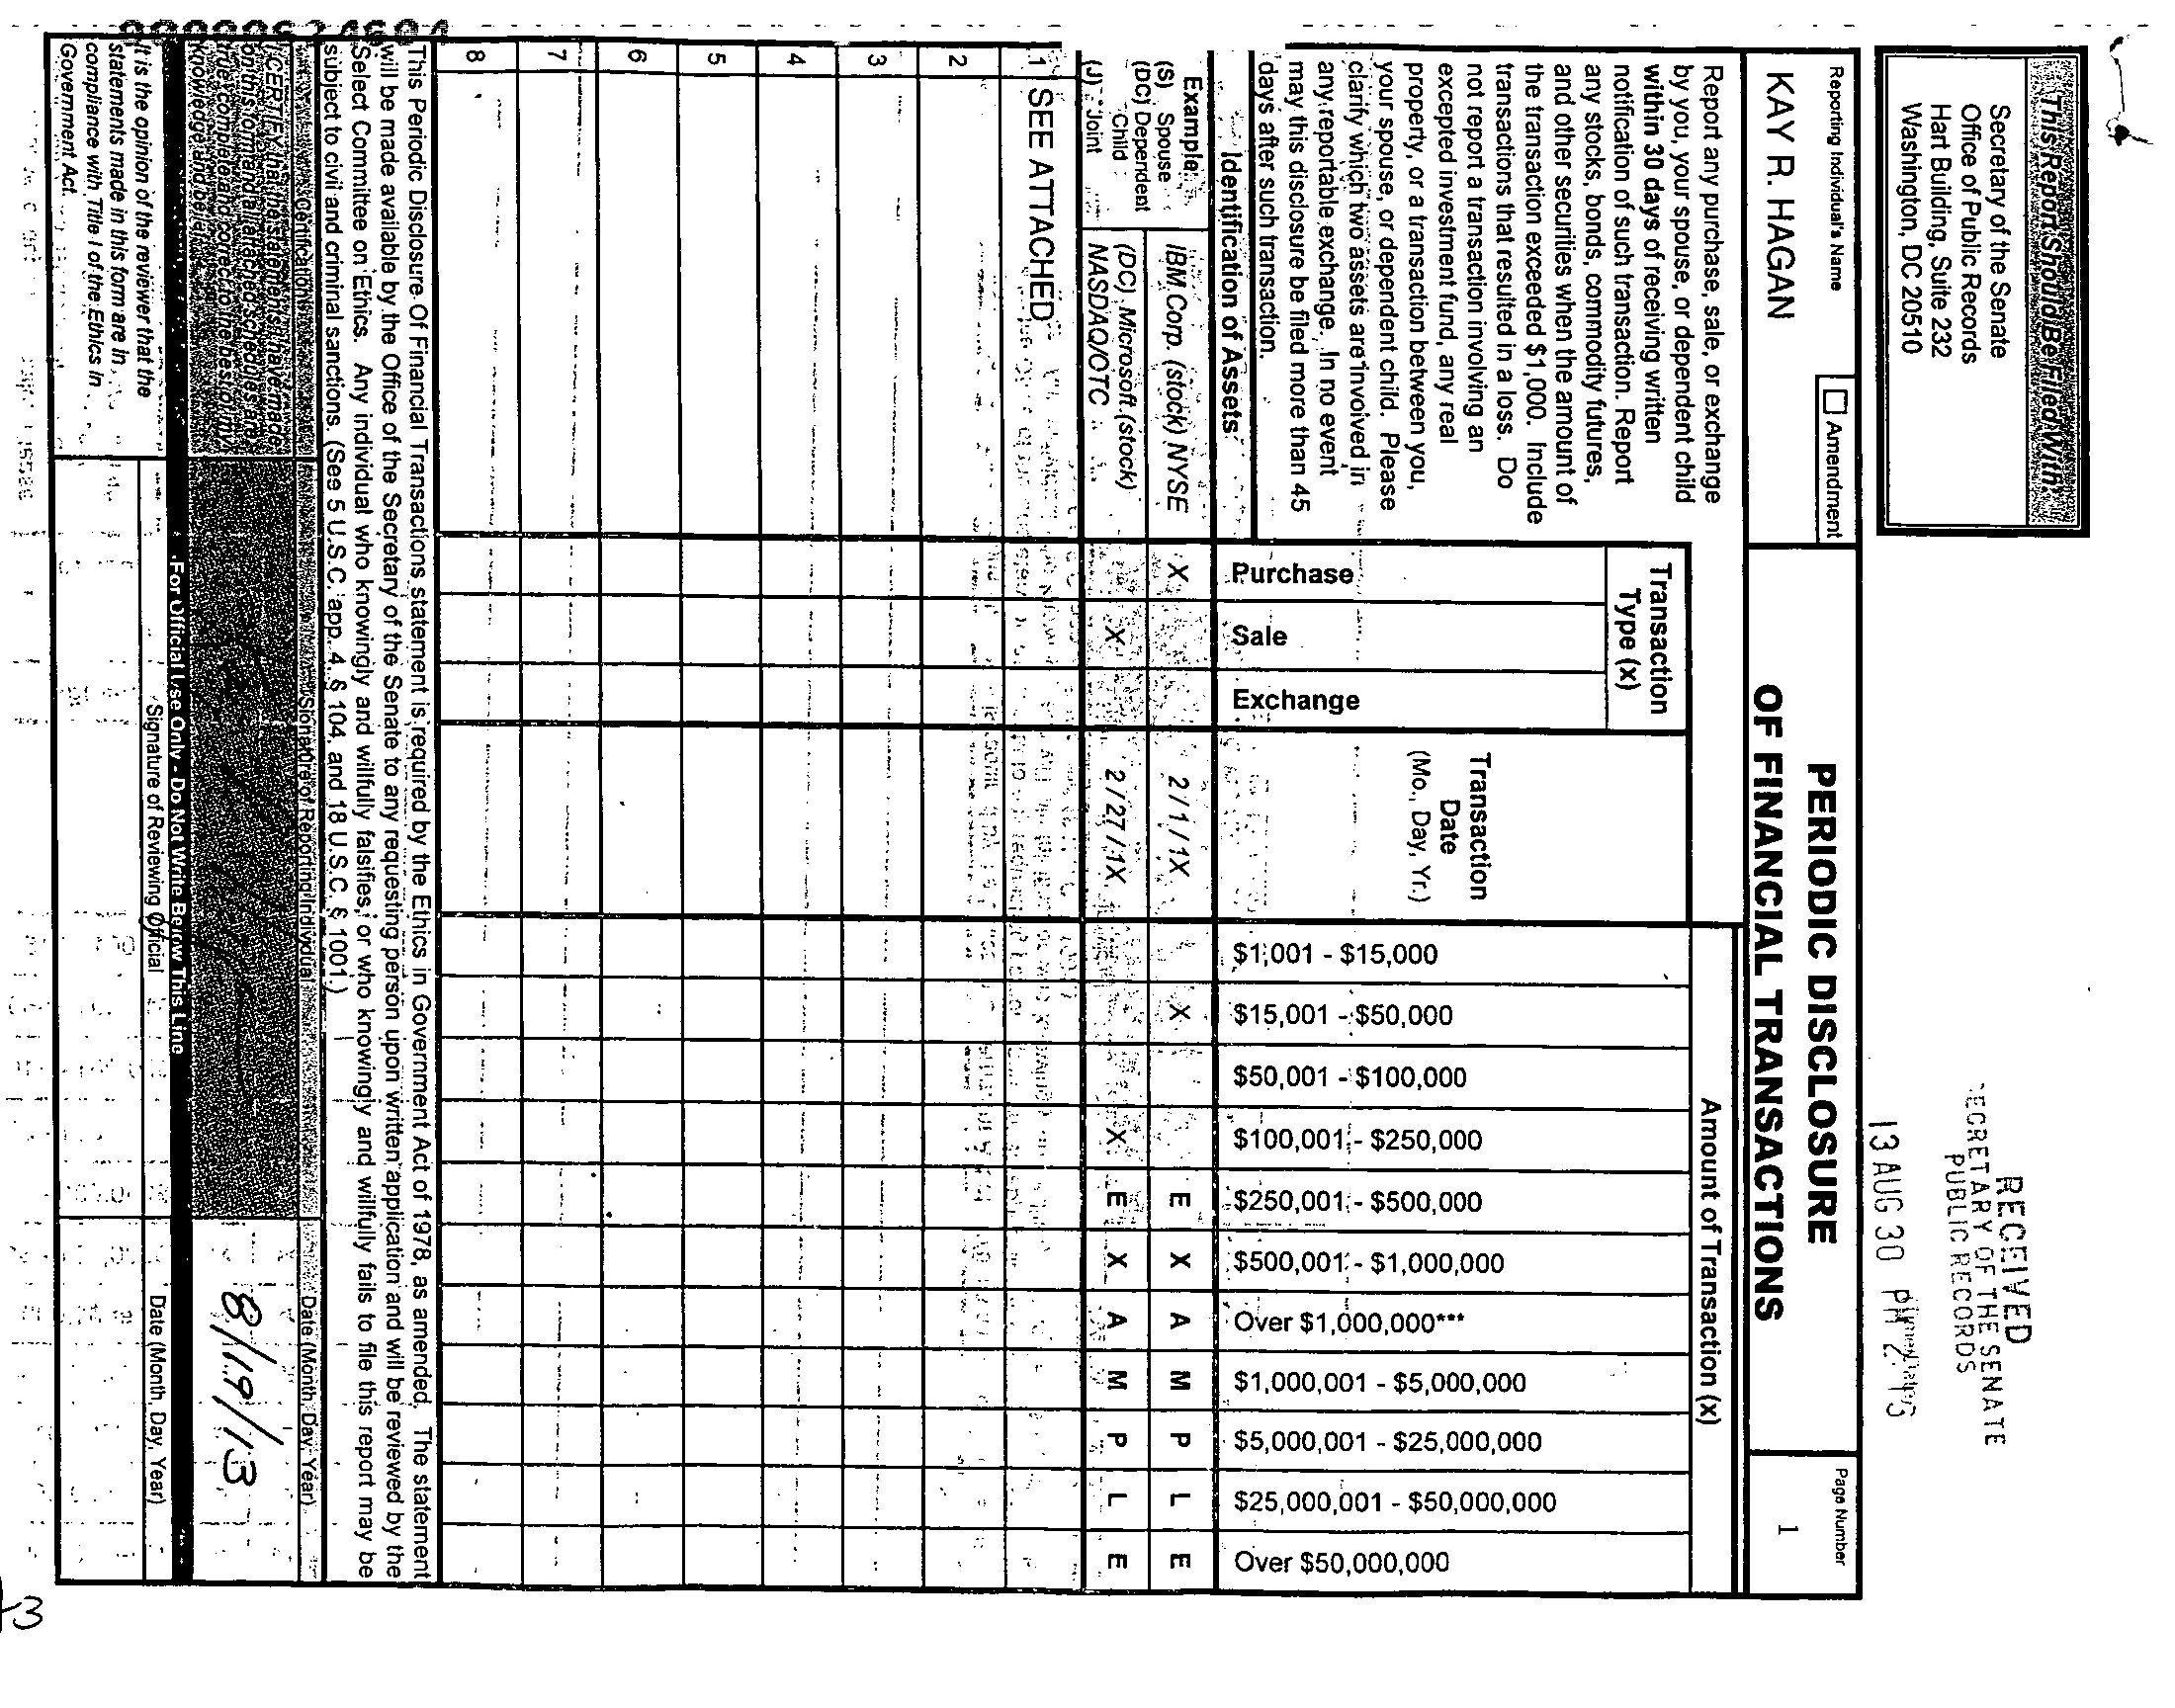 This Report Should Be Filed With:
Secretary of the Senate
Office of Public Records
Hart Building, Suite 232
Washington, DC 20510
RECEIVED
SECRETARY OF THE SENATE
PUBLIC RECORDS
13 AUG 30 PM 2:
Reporting Individual's Name
Amendment
KAY R. HAGAN
PERIODIC DISCLOSURE
OF FINANCIAL TRANSACTIONS
Page Number
1
Report any purchase, sale, or exchange
by you, your spouse, or dependent child
within 30 days of receiving written
notification of such transaction. Report
any stocks, bonds, commodity futures,
and other securities when the amount of
the transaction exceeded $1,000. Include
transactions that resulted in a loss. Do
not report a transaction involving an
excepted investment fund, any real
property, or a transaction between you,
your spouse, or dependent child. Please
clarify which two assets are involved in
any reportable exchange. In no event
may this disclosure be filed more than 45
days after such transaction.
Identification of Assets
Transaction
Type (x)
Purchase
Sale
Exchange
Transaction
Date
(Mo., Day, Yr.)
Amount of Transaction (x)
$1,001 - $15,000
$15,001 - $50,000
$50,001 - $100,000
$100,001 - $250,000
$250,001 - $500,000
$500,001 - $1,000,000
Over $1,000,000***
$1,000,001 - $5,000,000
$5,000,001 - $25,000,000
$25,000,001 - $50,000,000
Over $50,000,000
Example:
(S) Spouse
(DC) Dependent
Child
(J) Joint
IBM Corp. (stock) NYSE X 2/1/1X X E X A M P L E
(DC) Microsoft (stock)
NASDAQ/OTC X 2/27/1X X E X A M P L E
1 SEE ATTACHED
2
3
4
5
6
7
8
This Periodic Disclosure Of Financial Transactions statement is required by the Ethics in Government Act of 1978, as amended. The statement
will be made available by the Office of the Secretary of the Senate to any requesting person upon written application and will be reviewed by the
Select Committee on Ethics. Any individual who knowingly and willfully falsifies, or who knowingly and willfully fails to file this report may be
subject to civil and criminal sanctions. (See 5 U.S.C. app. 4, § 104, and 18 U.S.C. § 1001.)
Certification Signature of Reporting Individual Date (Month, Day, Year)
I CERTIFY that the statements I have made
on this form and all attached schedules are
true, complete and correct to the best of my
knowledge and belief.
8/19/13
For Official Use Only - Do Not Write Below This Line
It is the opinion of the reviewer that the
statements made in this form are in
compliance with Title I of the Ethics in
Government Act.
Signature of Reviewing Official
Date (Month, Day, Year)